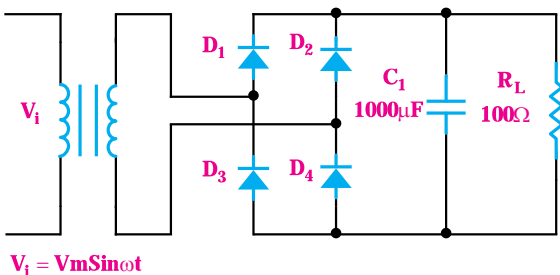 D1
D2
C1
RL
Vi
1000μF
100Ω
D3
D4
Vi = VmSinωt